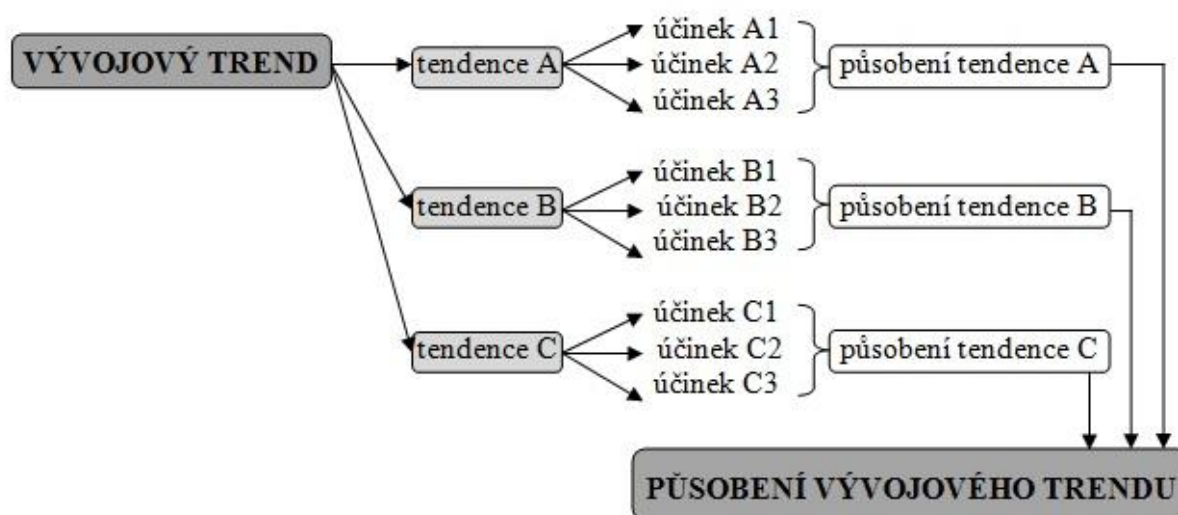 VÝVOJOVÝ TREND
tendence A
účinek A1
účinek A2
účinek A3
působení tendence A
tendence B
účinek B1
účinek B2
účinek B3
působení tendence B
tendence C
účinek C1
účinek C2
účinek C3
působení tendence C
PŮSOBENÍ VÝVOJOVÉHO TRENDU